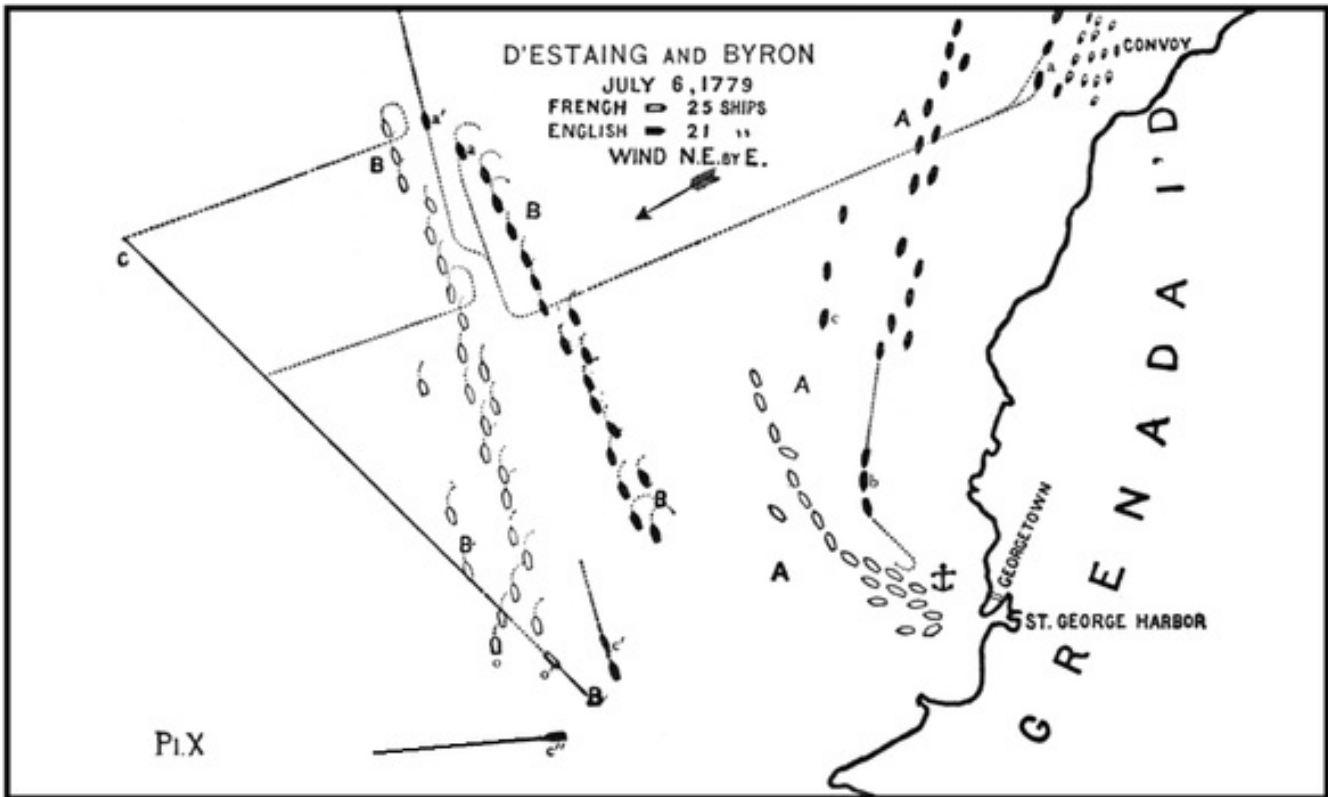 D'ESTAING AND BYRON
JULY 6, 1779
FRENCH 25 SHIPS
ENGLISH 21 "
WIND N.E. BY E.
CONVOY
a
A
a'
a
B
B
C
c
A
b
B
A
B
GEORGETOWN
ST. GEORGE HARBOR
GRENADA I'D
c'
o
o'
B
Pl.X
c"